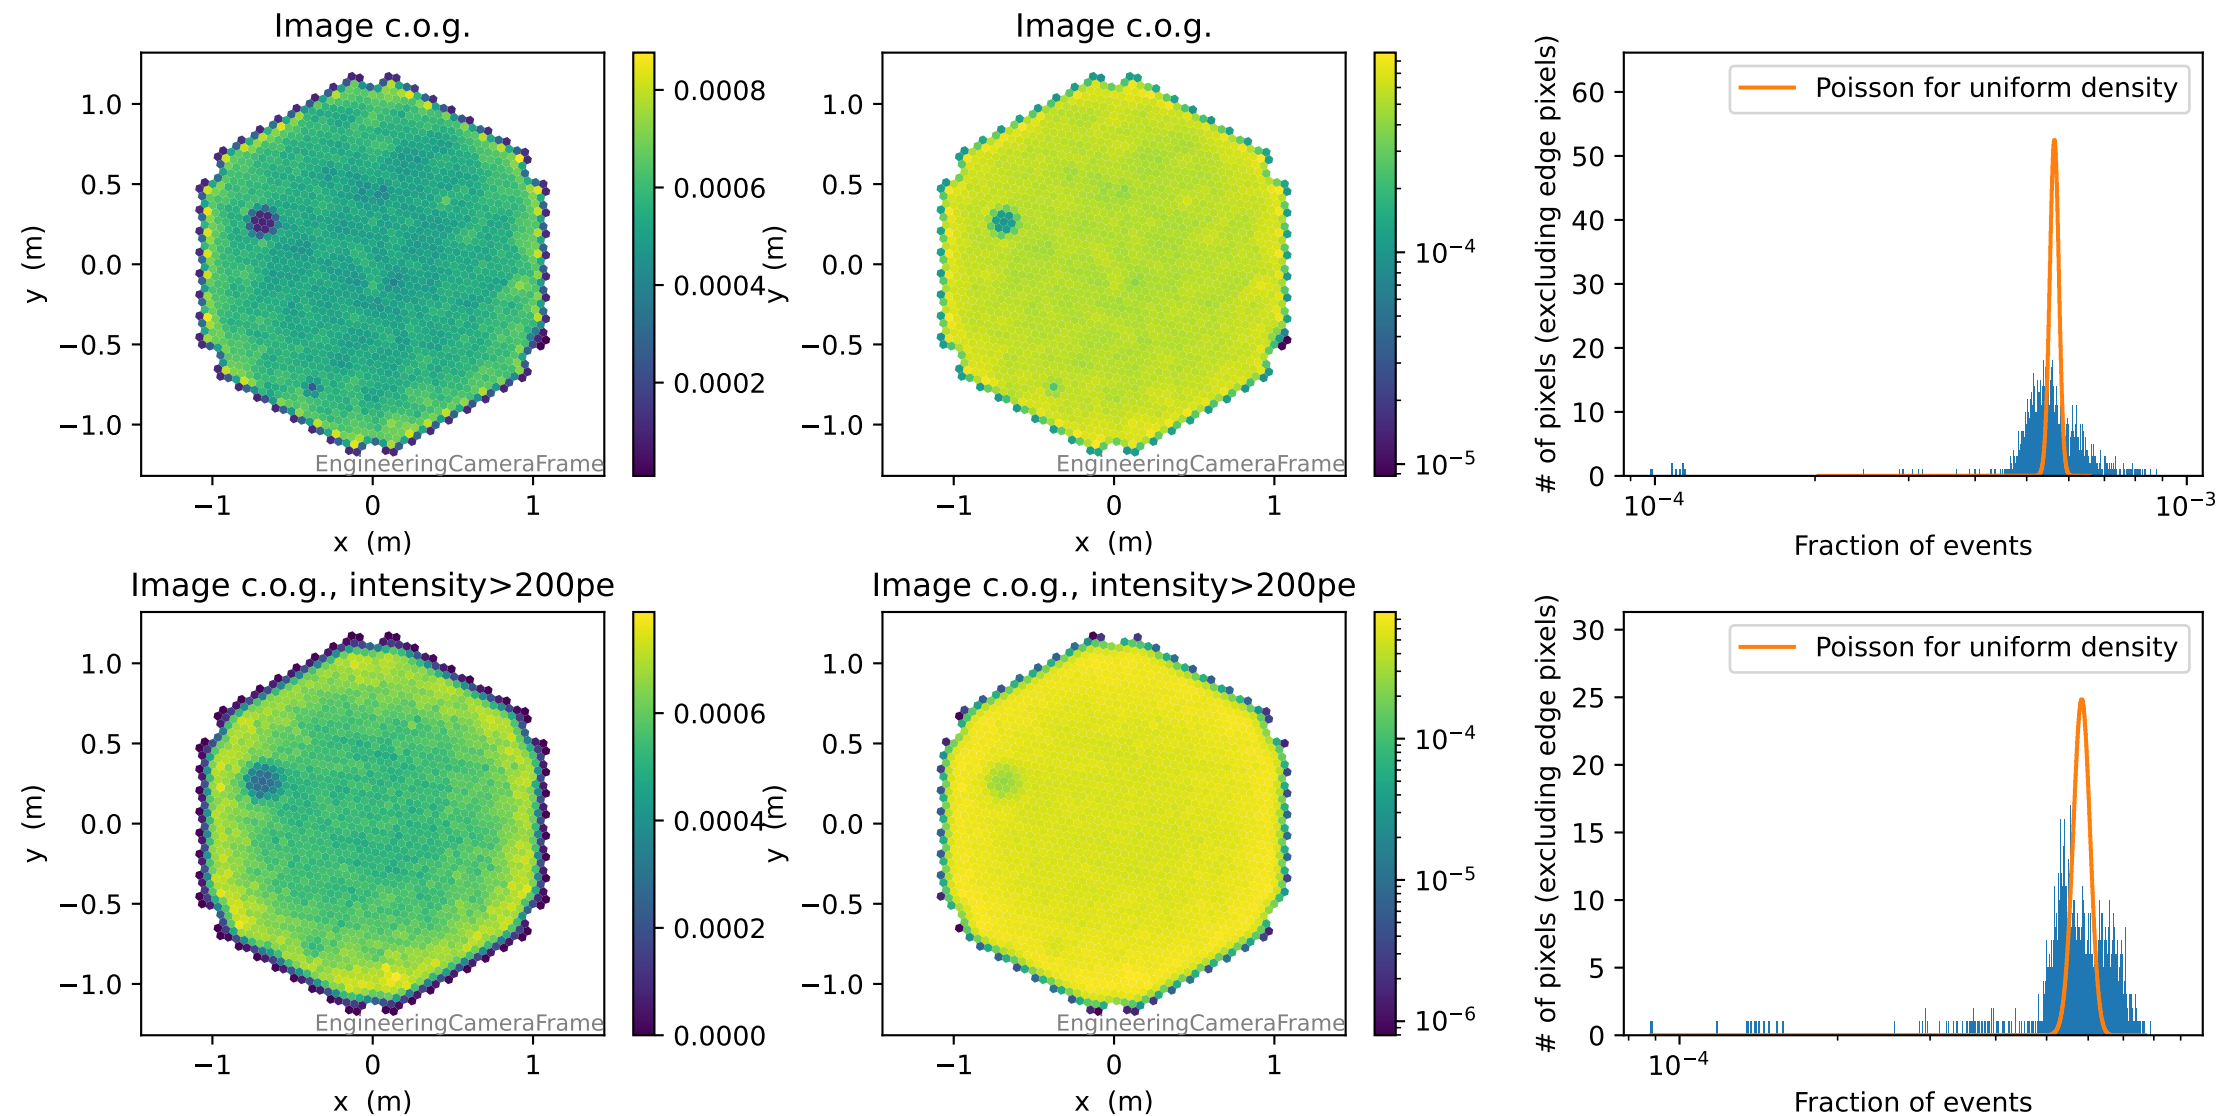 Image c.o.g.
y (m)
1.0
0.5
0.0
−0.5
−1.0
−1
0
1
x (m)
EngineeringCameraFrame
0.0008
0.0006
0.0004
0.0002
Image c.o.g.
y (m)
1.0
0.5
0.0
−0.5
−1.0
−1
0
1
x (m)
EngineeringCameraFrame
10⁻⁴
10⁻⁵
# of pixels (excluding edge pixels)
60
50
40
30
20
10
0
Poisson for uniform density
10⁻⁴
10⁻³
Fraction of events
Image c.o.g., intensity>200pe
y (m)
1.0
0.5
0.0
−0.5
−1.0
−1
0
1
x (m)
EngineeringCameraFrame
0.0006
0.0004
0.0002
0.0000
Image c.o.g., intensity>200pe
y (m)
1.0
0.5
0.0
−0.5
−1.0
−1
0
1
x (m)
EngineeringCameraFrame
10⁻⁴
10⁻⁵
10⁻⁶
# of pixels (excluding edge pixels)
30
25
20
15
10
5
0
Poisson for uniform density
10⁻⁴
Fraction of events